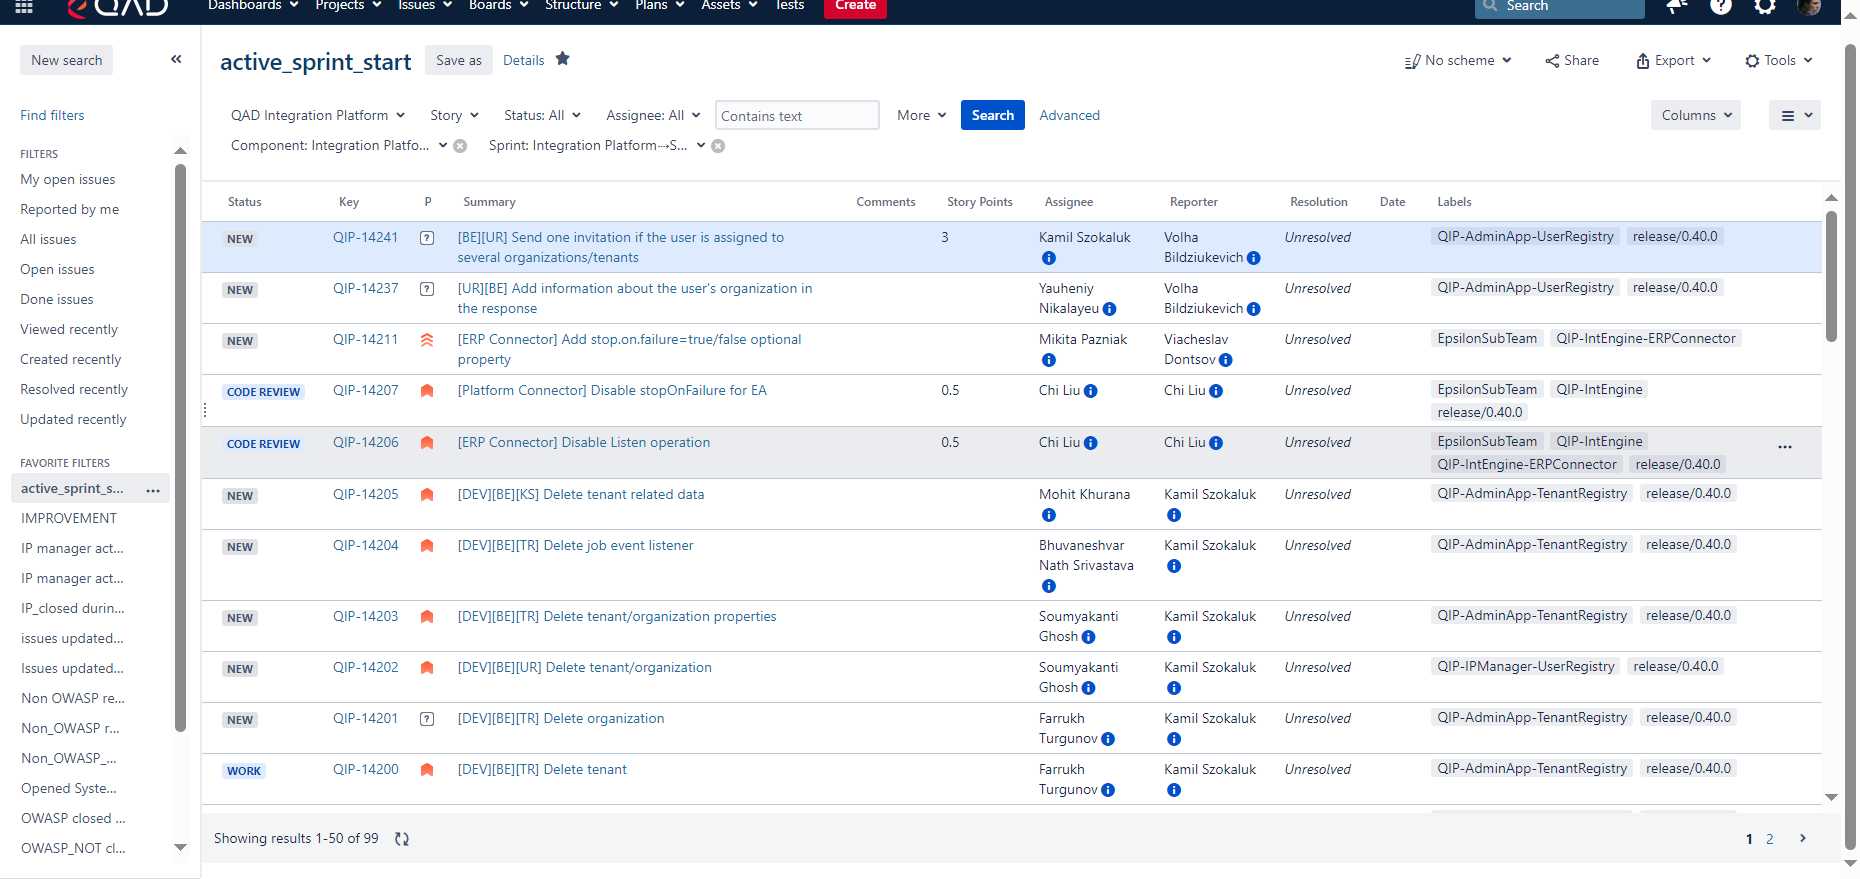 QAD
Dashboards Projects Issues Boards Structure Plans Assets Tests Create Search
New search
Find filters
FILTERS
My open issues
Reported by me
All issues
Open issues
Done issues
Viewed recently
Created recently
Resolved recently
Updated recently
FAVORITE FILTERS
active_sprint_s... ...
IMPROVEMENT
IP manager act...
IP manager act...
IP_closed durin...
issues updated...
Issues updated...
Non OWASP re...
Non_OWASP r...
Non_OWASP_...
Opened Syste...
OWASP closed ...
OWASP_NOT cl...
active_sprint_start Save as Details No scheme Share Export Tools
QAD Integration Platform Story Status: All Assignee: All Contains text More Search Advanced Columns
Component: Integration Platfo... Sprint: Integration Platform→S...
Status Key P Summary Comments Story Points Assignee Reporter Resolution Date Labels
NEW QIP-14241 [BE][UR] Send one invitation if the user is assigned to 3 Kamil Szokaluk Volha Unresolved QIP-AdminApp-UserRegistry release/0.40.0
several organizations/tenants Bildziukevich
NEW QIP-14237 [UR][BE] Add information about the user's organization in Yauheniy Volha Unresolved QIP-AdminApp-UserRegistry release/0.40.0
the response Nikalayeu Bildziukevich
NEW QIP-14211 [ERP Connector] Add stop.on.failure=true/false optional Mikita Pazniak Viacheslav Unresolved EpsilonSubTeam QIP-IntEngine-ERPConnector
property Dontsov
CODE REVIEW QIP-14207 [Platform Connector] Disable stopOnFailure for EA 0.5 Chi Liu Chi Liu Unresolved EpsilonSubTeam QIP-IntEngine
release/0.40.0
CODE REVIEW QIP-14206 [ERP Connector] Disable Listen operation 0.5 Chi Liu Chi Liu Unresolved EpsilonSubTeam QIP-IntEngine ...
QIP-IntEngine-ERPConnector release/0.40.0
NEW QIP-14205 [DEV][BE][KS] Delete tenant related data Mohit Khurana Kamil Szokaluk Unresolved QIP-AdminApp-TenantRegistry release/0.40.0
NEW QIP-14204 [DEV][BE][TR] Delete job event listener Bhuvaneshvar Kamil Szokaluk Unresolved QIP-AdminApp-TenantRegistry release/0.40.0
Nath Srivastava
NEW QIP-14203 [DEV][BE][TR] Delete tenant/organization properties Soumyakanti Kamil Szokaluk Unresolved QIP-AdminApp-TenantRegistry release/0.40.0
Ghosh
NEW QIP-14202 [DEV][BE][UR] Delete tenant/organization Soumyakanti Kamil Szokaluk Unresolved QIP-IPManager-UserRegistry release/0.40.0
Ghosh
NEW QIP-14201 [DEV][BE][TR] Delete organization Farrukh Kamil Szokaluk Unresolved QIP-AdminApp-TenantRegistry release/0.40.0
Turgunov
WORK QIP-14200 [DEV][BE][TR] Delete tenant Farrukh Kamil Szokaluk Unresolved QIP-AdminApp-TenantRegistry release/0.40.0
Turgunov
Showing results 1-50 of 99 1 2